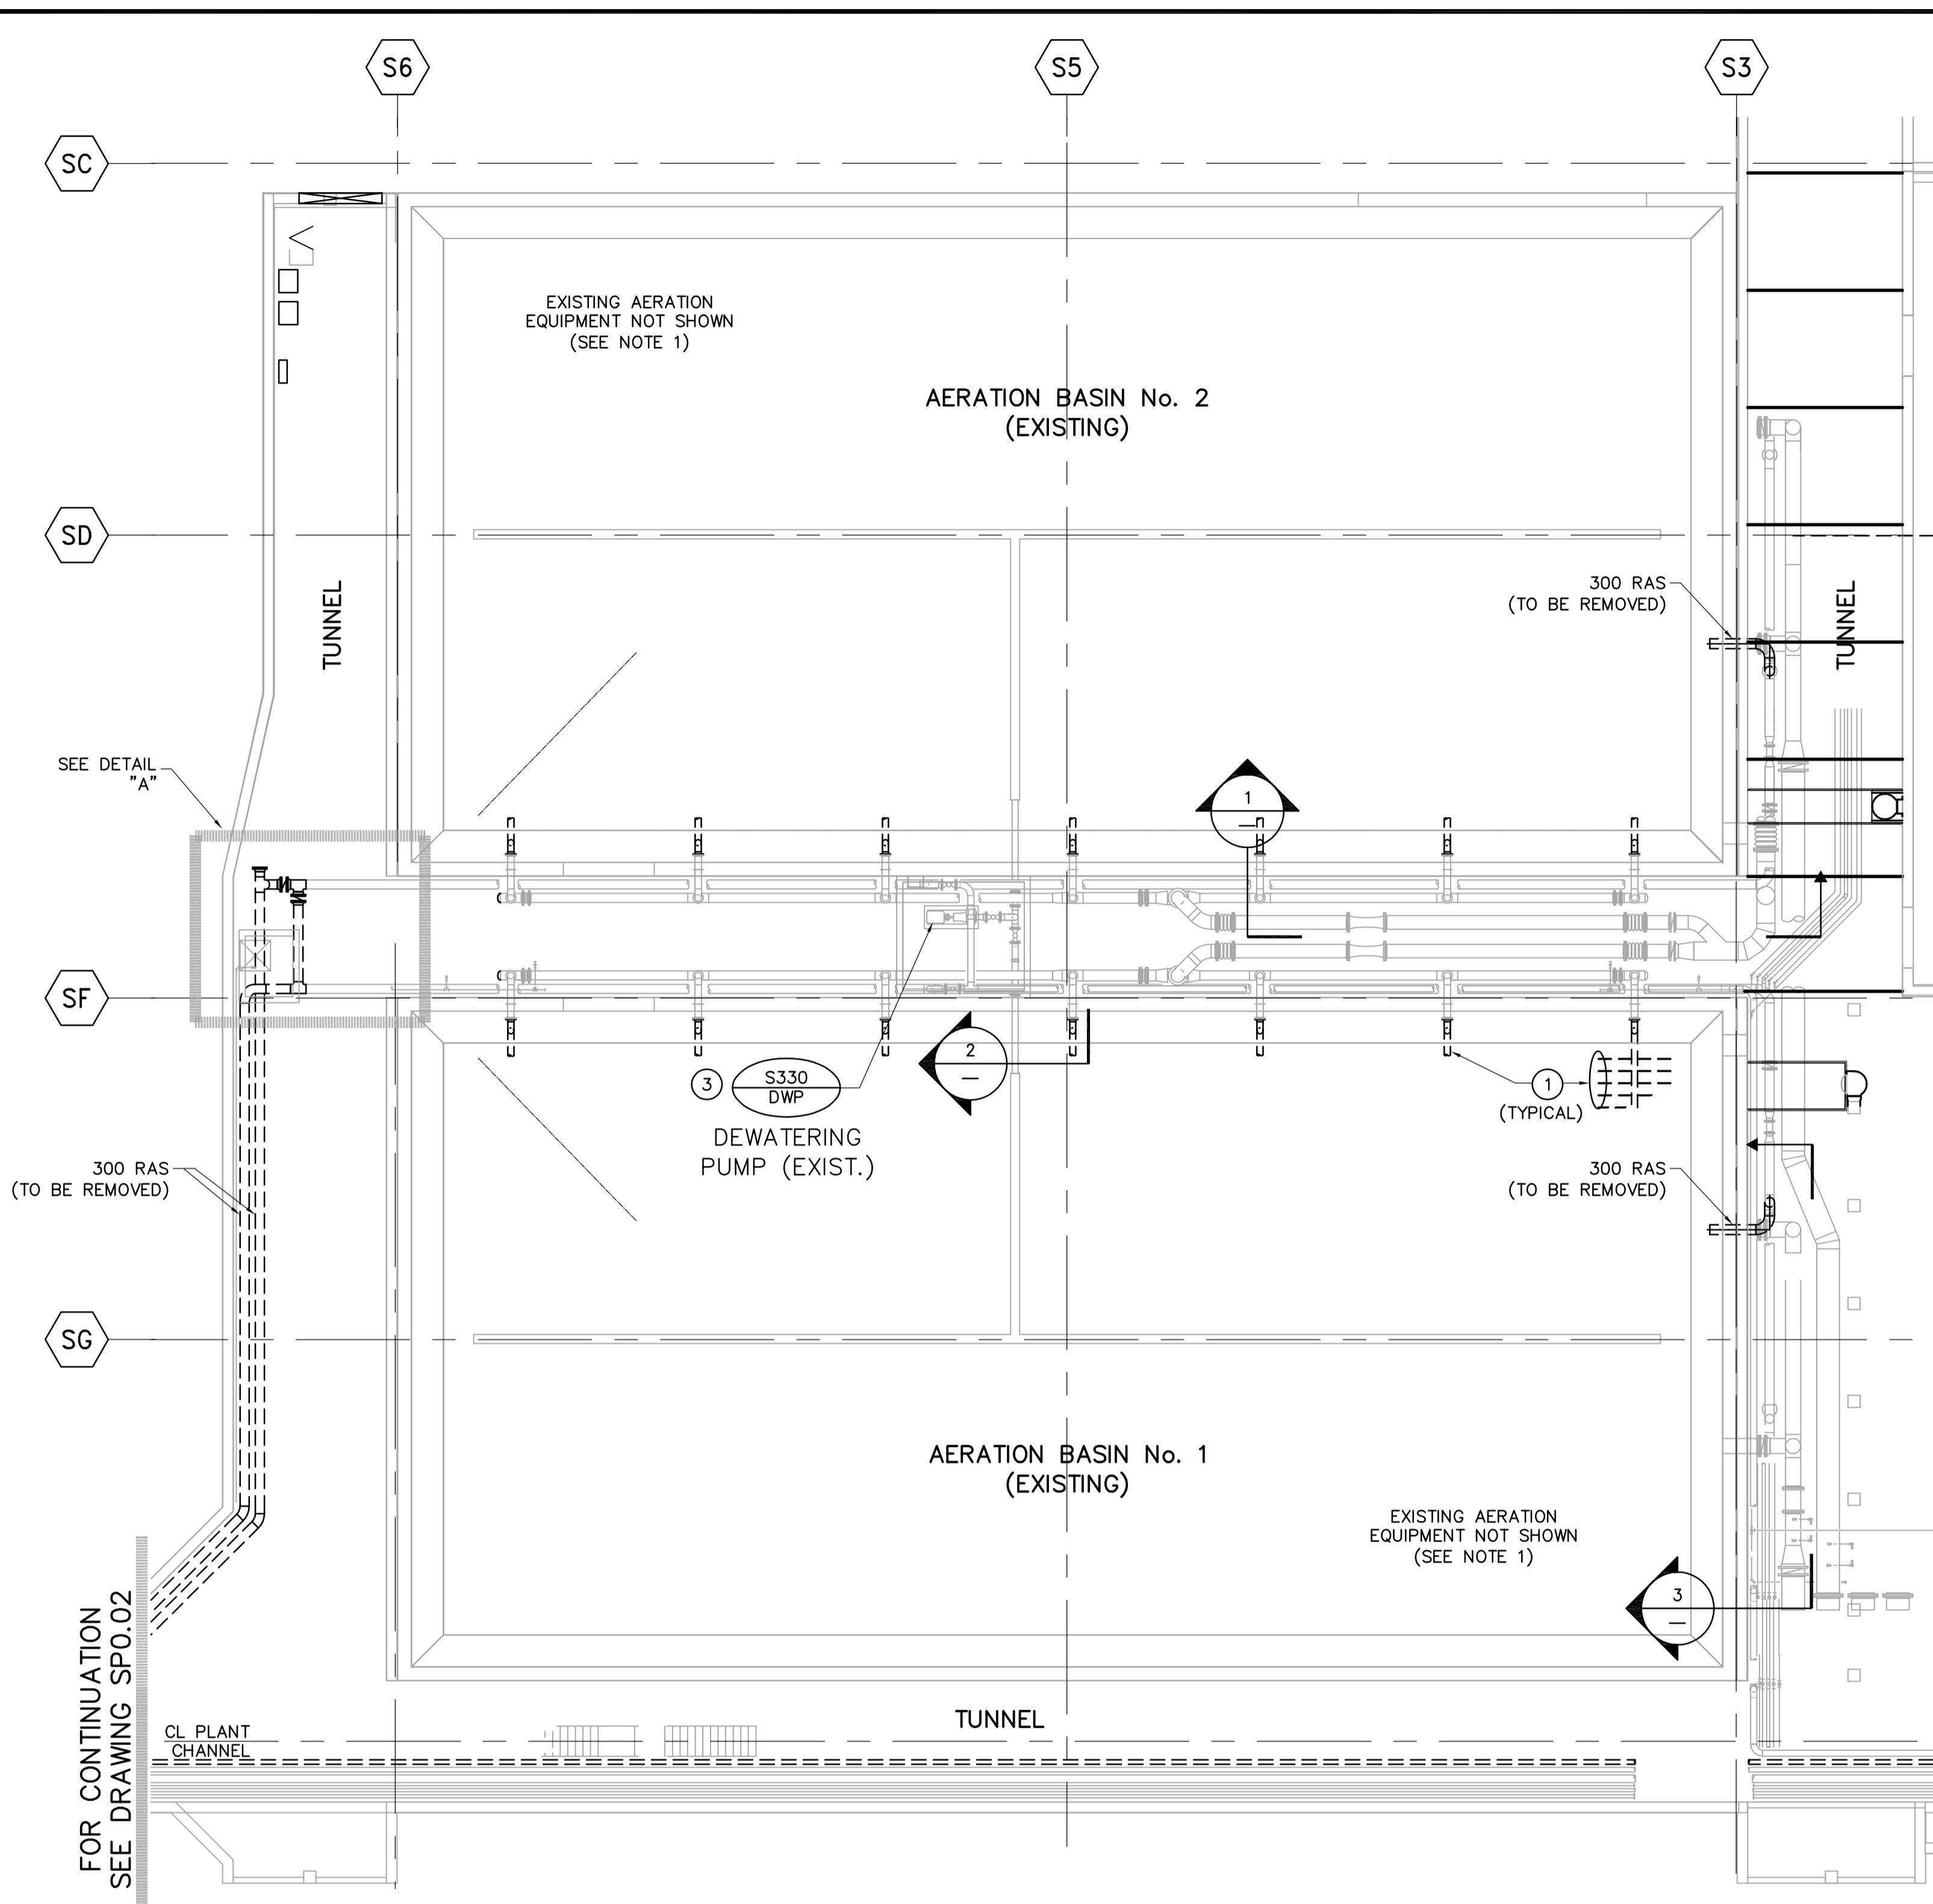 S6
S5
S3
SC
EXISTING AERATION
EQUIPMENT NOT SHOWN
(SEE NOTE 1)
AERATION BASIN No. 2
(EXISTING)
SD
TUNNEL
300 RAS
(TO BE REMOVED)
TUNNEL
SEE DETAIL
"A"
1
SF
2
3
S330
DWP
DEWATERING
PUMP (EXIST.)
1
(TYPICAL)
300 RAS
(TO BE REMOVED)
300 RAS
(TO BE REMOVED)
SG
AERATION BASIN No. 1
(EXISTING)
EXISTING AERATION
EQUIPMENT NOT SHOWN
(SEE NOTE 1)
3
FOR CONTINUATION
SEE DRAWING SP0.02
TUNNEL
CL PLANT
CHANNEL